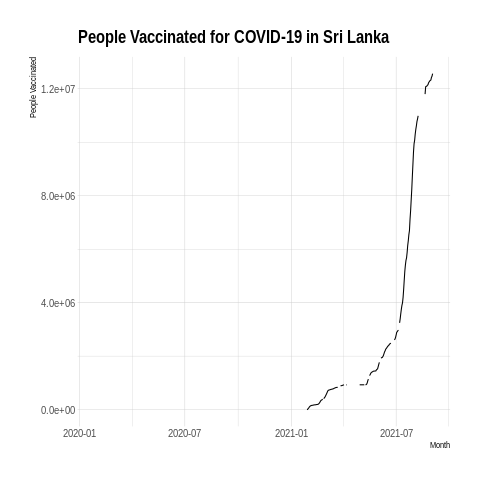 People Vaccinated for COVID-19 in Sri Lanka
People Vaccinated
1.2e+07
8.0e+06
4.0e+06
0.0e+00
2020-01 2020-07 2021-01 2021-07
Month